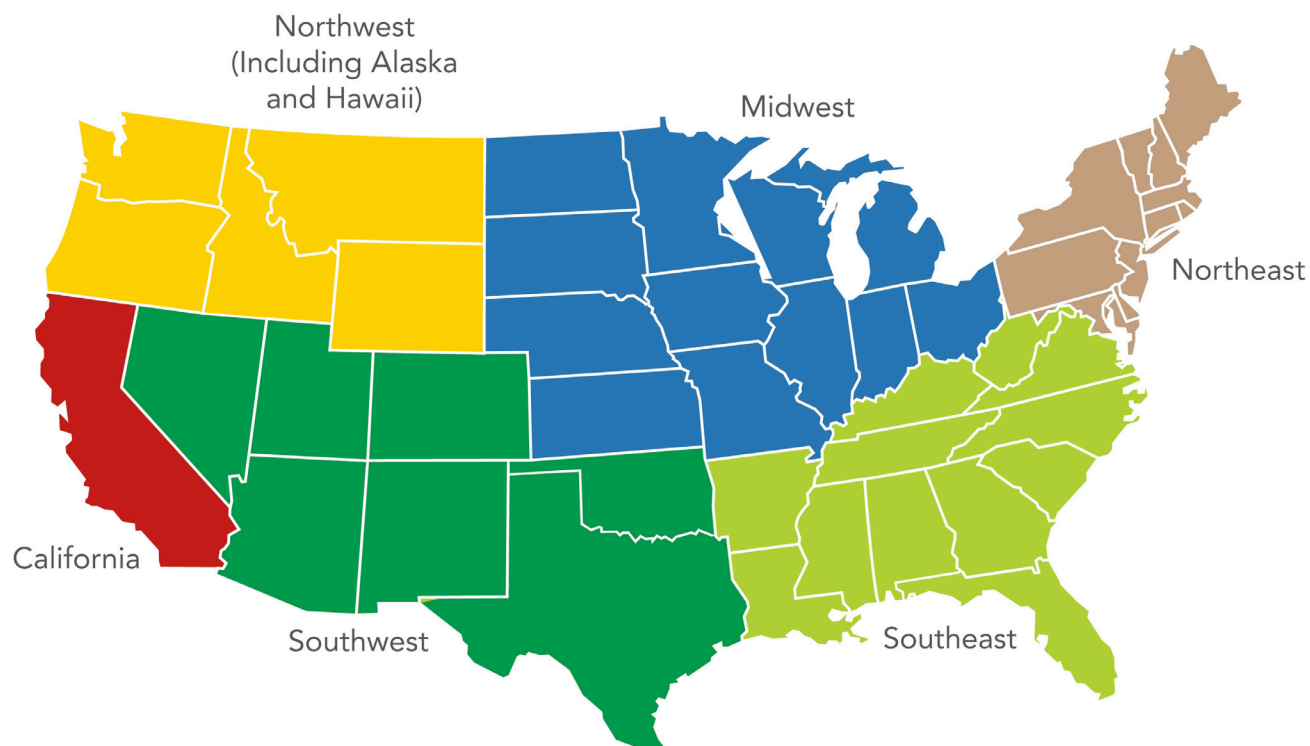 Northwest
(Including Alaska
and Hawaii)
Midwest
Northeast
California
Southwest
Southeast